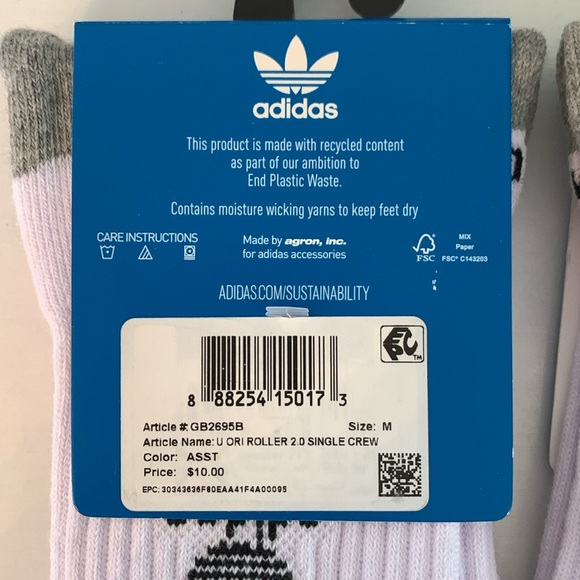 adidas
This product is made with recycled content
as part of our ambition to
End Plastic Waste.
Contains moisture wicking yarns to keep feet dry
CARE INSTRUCTIONS
Made by agron, inc.
for adidas accessories
FSC
MIX
Paper
FSC® C143203
ADIDAS.COM/SUSTAINABILITY
EPC TM
8 88254 15017 3
Article #: GB2695B Size: M
Article Name: U ORI ROLLER 2.0 SINGLE CREW
Color: ASST
Price: $10.00
EPC: 30343636F80EAA41F4A00095